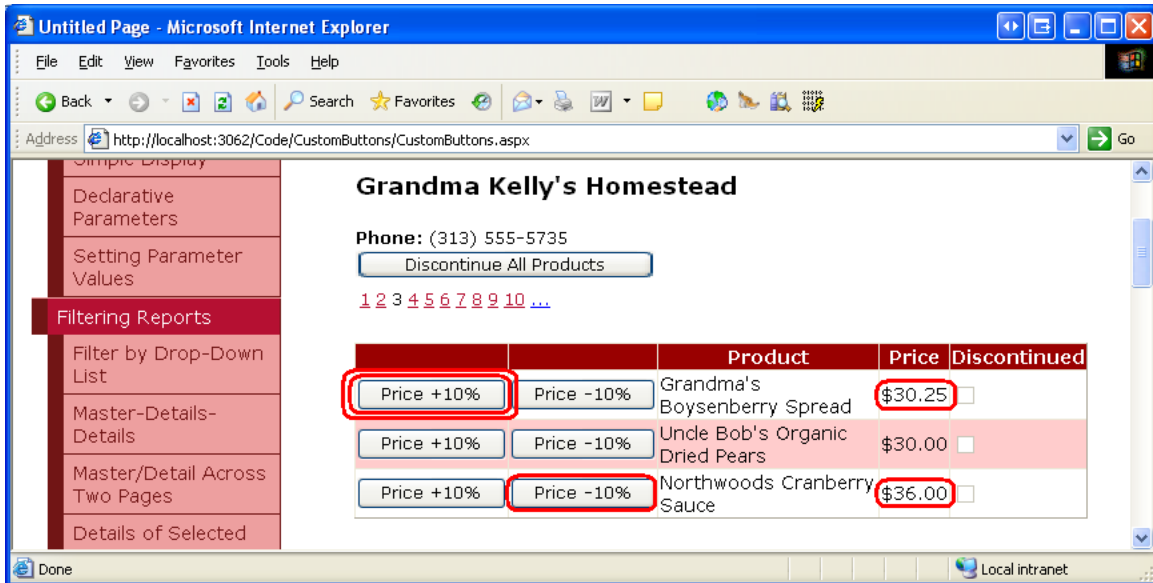 Untitled Page - Microsoft Internet Explorer
File Edit View Favorites Tools Help
Back Search Favorites
Address http://localhost:3062/Code/CustomButtons/CustomButtons.aspx Go
Simple Display
Declarative
Parameters
Setting Parameter
Values
Filtering Reports
Filter by Drop-Down
List
Master-Details-
Details
Master/Detail Across
Two Pages
Details of Selected
Grandma Kelly's Homestead
Phone: (313) 555-5735
Discontinue All Products
1 2 3 4 5 6 7 8 9 10 ...
Product Price Discontinued
Price +10% Price -10% Grandma's
Boysenberry Spread $30.25
Price +10% Price -10% Uncle Bob's Organic
Dried Pears $30.00
Price +10% Price -10% Northwoods Cranberry
Sauce $36.00
Done Local intranet